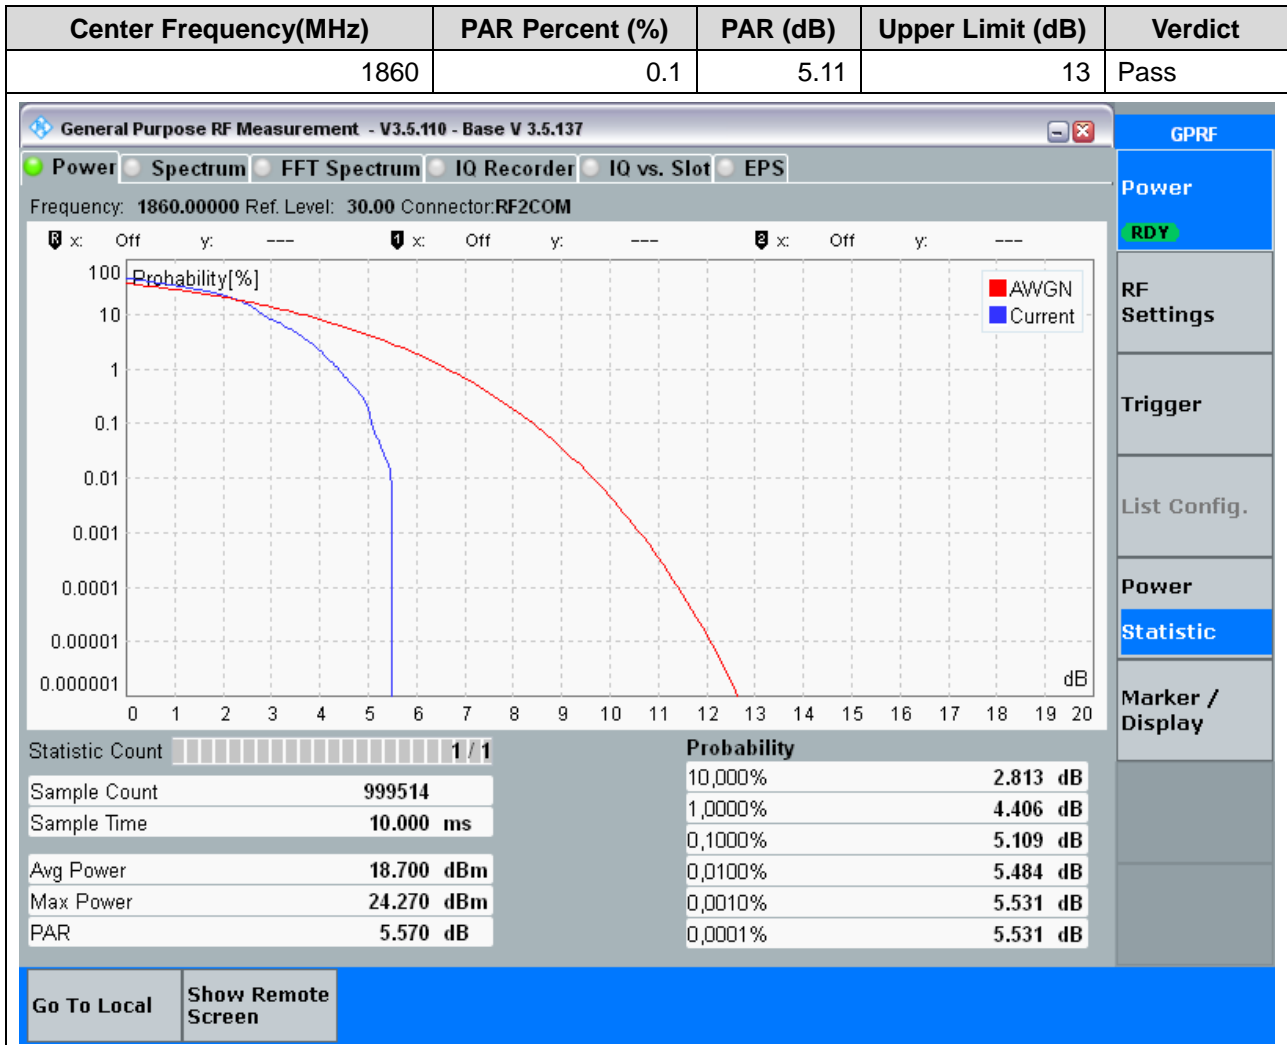 Center Frequency(MHz) PAR Percent (%) PAR (dB) Upper Limit (dB) Verdict
1860 0.1 5.11 13 Pass
General Purpose RF Measurement - V3.5.110 - Base V 3.5.137
GPRF
Power Spectrum FFT Spectrum IQ Recorder IQ vs. Slot EPS
Power
RDY
Frequency: 1860.00000 Ref. Level: 30.00 Connector:RF2COM
R x: Off y: --- 1 x: Off y: --- 2 x: Off y: ---
Probability[%]
AWGN
Current
100
10
1
0.1
0.01
0.001
0.0001
0.00001
0.000001
dB
0 1 2 3 4 5 6 7 8 9 10 11 12 13 14 15 16 17 18 19 20
RF
Settings
Trigger
List Config.
Power
Statistic
Marker /
Display
Statistic Count 1 / 1
Sample Count 999514
Sample Time 10.000 ms
Avg Power 18.700 dBm
Max Power 24.270 dBm
PAR 5.570 dB
Probability
10,000% 2.813 dB
1,0000% 4.406 dB
0,1000% 5.109 dB
0,0100% 5.484 dB
0,0010% 5.531 dB
0,0001% 5.531 dB
Go To Local
Show Remote
Screen